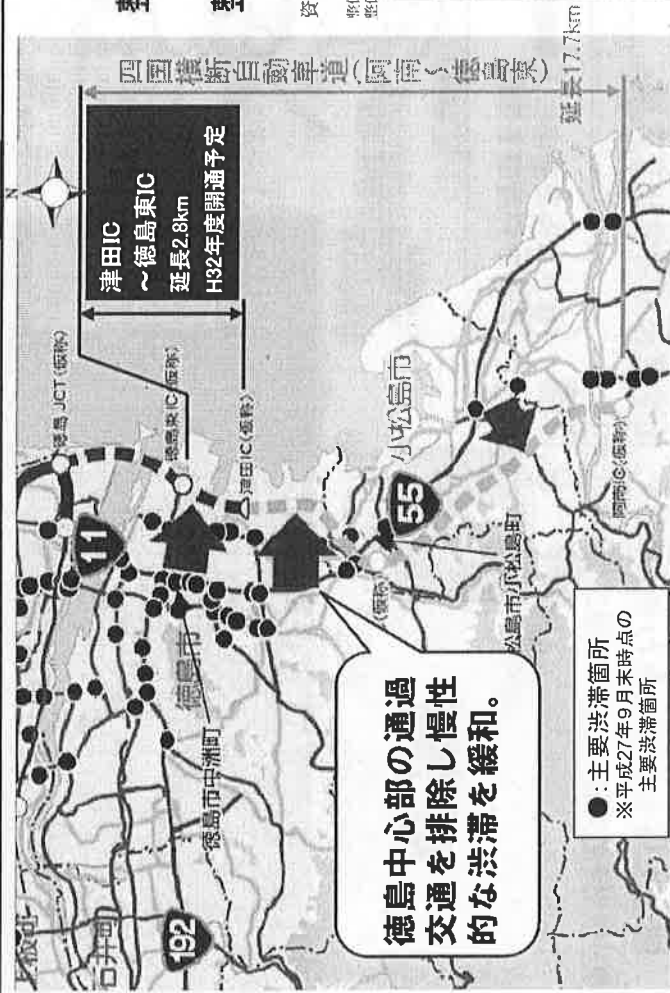 四国横断自動車道(阿南～徳島東)
延長17.7km
津田IC
～徳島東IC
延長2.8km
H32年度開通予定
N
徳島JCT(仮称)
徳島東IC(仮称)
津田IC(仮称)
11
55
192
徳島市
小松島市
徳島市中洲町
松島市小松島町
(仮称)
阿南IC(仮称)
石井町
徳島中心部の通過
交通を排除し慢性
的な渋滞を緩和。
●:主要渋滞箇所
※平成27年9月末時点の
主要渋滞箇所
資